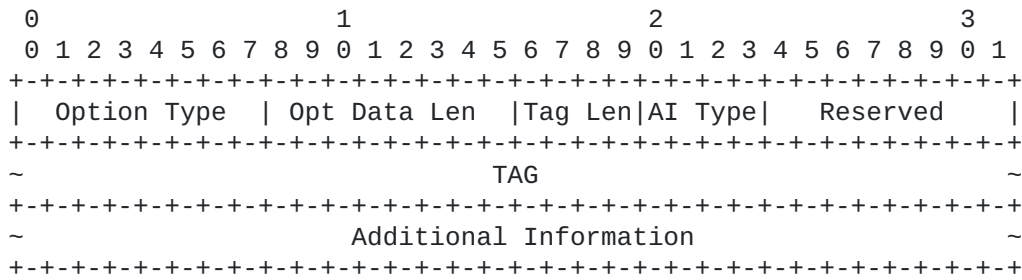 0                   1                   2                   3
 0 1 2 3 4 5 6 7 8 9 0 1 2 3 4 5 6 7 8 9 0 1 2 3 4 5 6 7 8 9 0 1
+-+-+-+-+-+-+-+-+-+-+-+-+-+-+-+-+-+-+-+-+-+-+-+-+-+-+-+-+-+-+-+-+
|  Option Type  | Opt Data Len  |Tag Len|AI Type|   Reserved    |
+-+-+-+-+-+-+-+-+-+-+-+-+-+-+-+-+-+-+-+-+-+-+-+-+-+-+-+-+-+-+-+-+
~                              TAG                              ~
+-+-+-+-+-+-+-+-+-+-+-+-+-+-+-+-+-+-+-+-+-+-+-+-+-+-+-+-+-+-+-+-+
~                     Additional Information                    ~
+-+-+-+-+-+-+-+-+-+-+-+-+-+-+-+-+-+-+-+-+-+-+-+-+-+-+-+-+-+-+-+-+